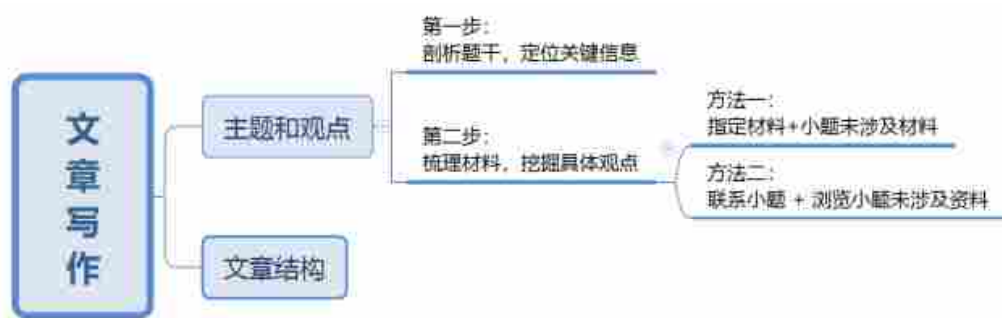 文章写作
主题和观点
第一步：
剖析题干，定位关键信息
第二步：
梳理材料，挖掘具体观点
方法一：
指定材料+小题未涉及材料
方法二：
联系小题 + 浏览小题未涉及资料
文章结构